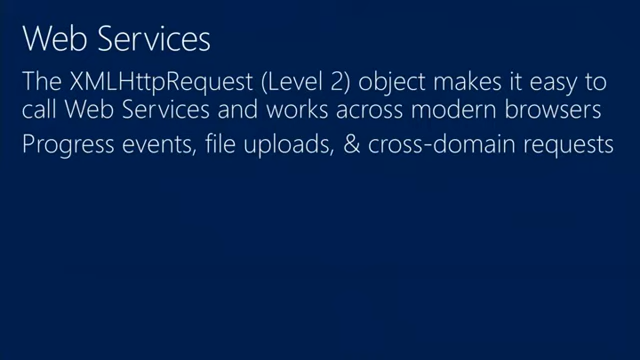 Web Services
The XMLHttpRequest (Level 2) object makes it easy to
call Web Services and works across modern browsers
Progress events, file uploads, & cross-domain requests